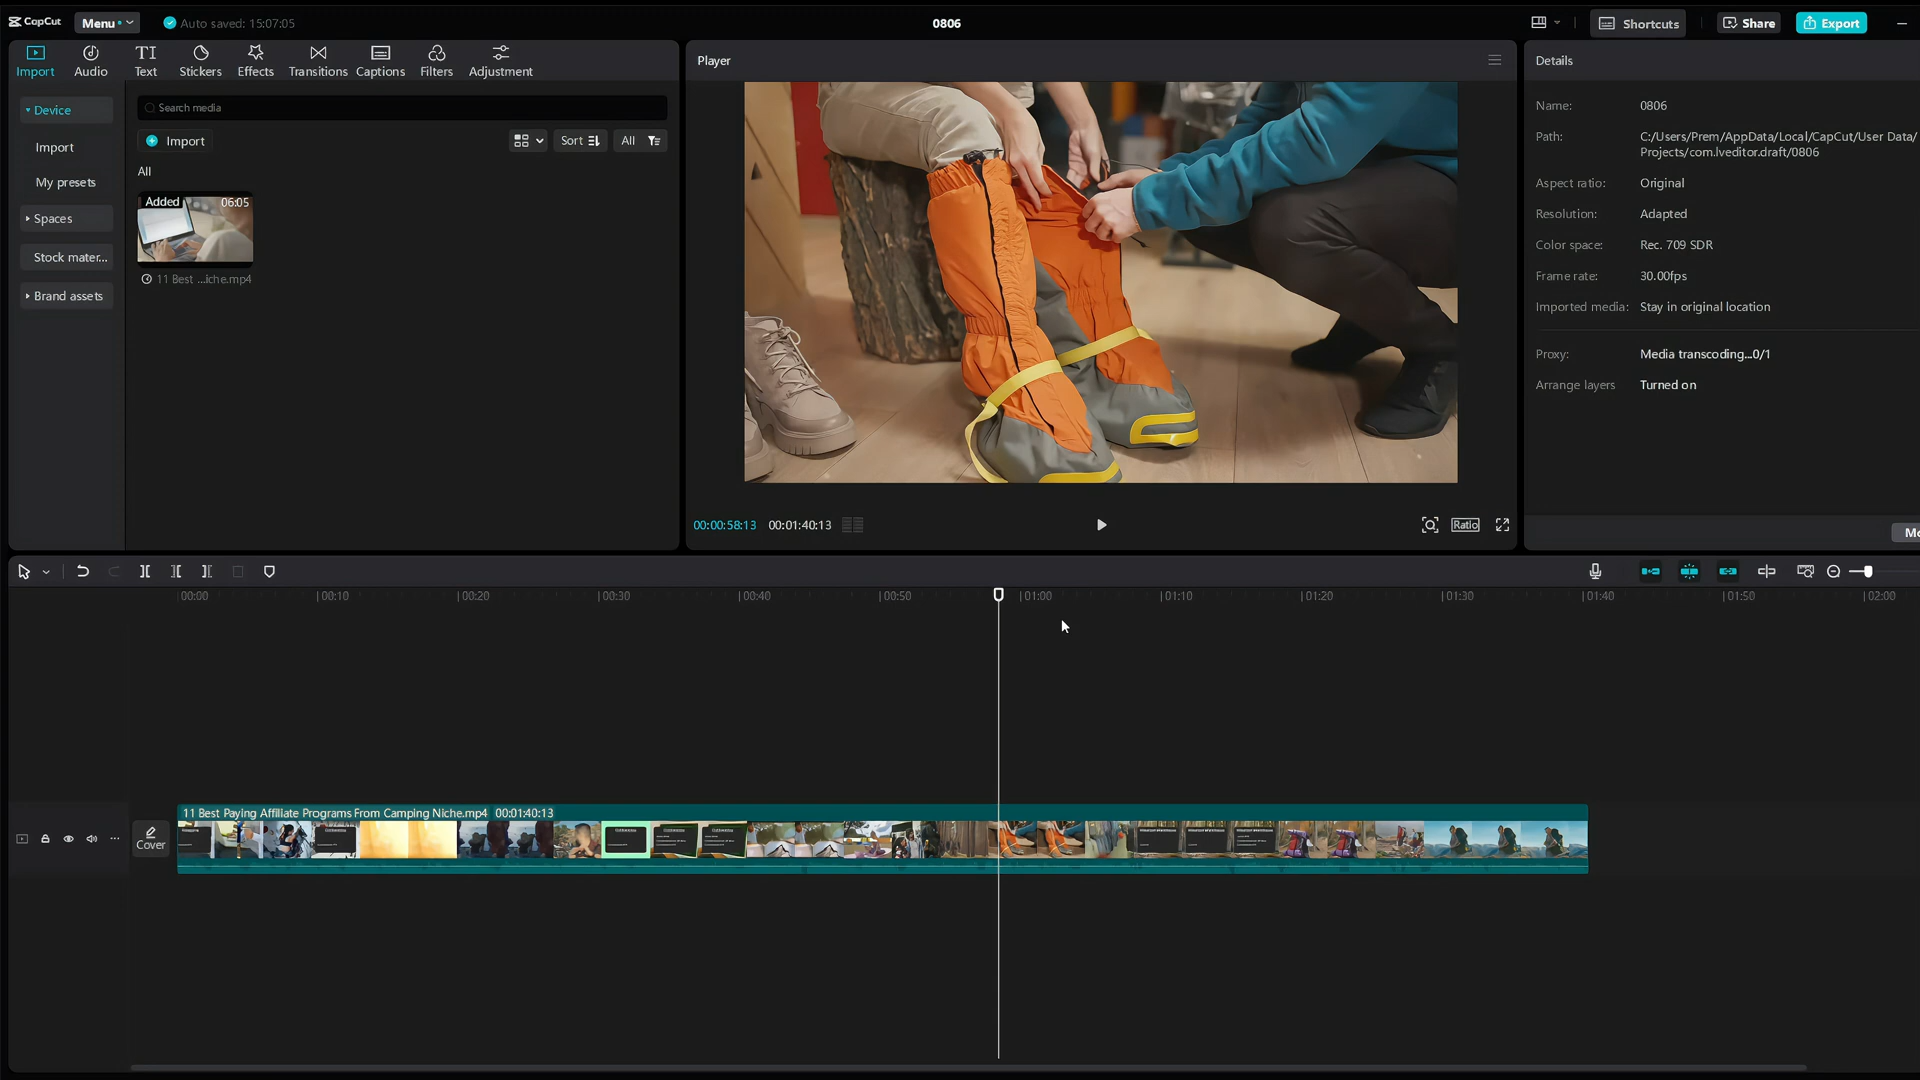 CapCut
Menu
Auto saved: 15:07:05
0806
Shortcuts
Share
Export
Import
Audio
TI
Text
Stickers
Effects
Transitions
Captions
Filters
Adjustment
Device
Import
My presets
Spaces
Stock mater...
Brand assets
Search media
Import
Sort
All
All
Added
06:05
11 Best ...iche.mp4
Player
00:00:58:13
00:01:40:13
Ratio
Details
Name: 0806
Path: C:/Users/Prem/AppData/Local/CapCut/User Data/
Projects/com.lveditor.draft/0806
Aspect ratio: Original
Resolution: Adapted
Color space: Rec. 709 SDR
Frame rate: 30.00fps
Imported media: Stay in original location
Proxy: Media transcoding...0/1
Arrange layers Turned on
00:00
00:10
00:20
00:30
00:40
00:50
01:00
01:10
01:20
01:30
01:40
01:50
02:00
11 Best Paying Affiliate Programs From Camping Niche.mp4 00:01:40:13
Cover